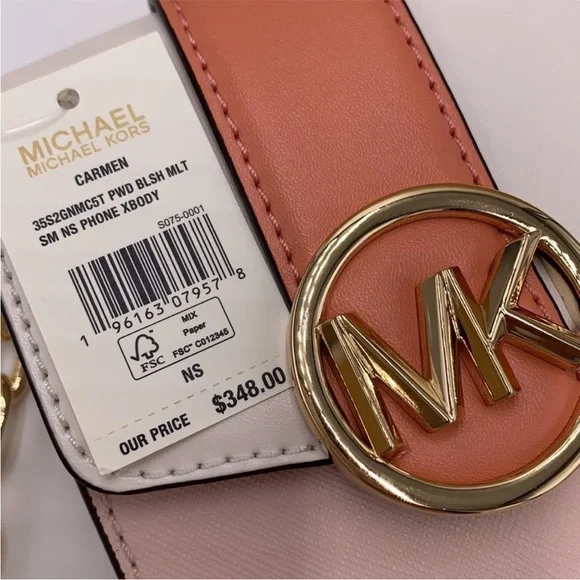 MICHAEL
MICHAEL KORS
CARMEN
35S2GNMC5T PWD BLSH MLT
SM NS PHONE XBODY
S075-0001
1 96163 07957 8
FSC
MIX
Paper
FSC™ C012345
NS
OUR PRICE $348.00
MK